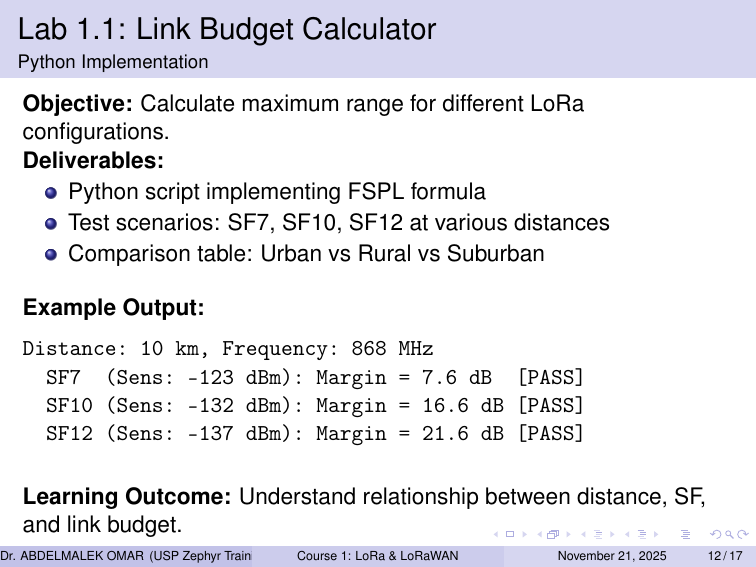 Lab 1.1: Link Budget Calculator
Python Implementation
Objective: Calculate maximum range for different LoRa
configurations.
Deliverables:
Python script implementing FSPL formula
Test scenarios: SF7, SF10, SF12 at various distances
Comparison table: Urban vs Rural vs Suburban
Example Output:
Distance: 10 km, Frequency: 868 MHz
SF7 (Sens: -123 dBm): Margin = 7.6 dB [PASS]
SF10 (Sens: -132 dBm): Margin = 16.6 dB [PASS]
SF12 (Sens: -137 dBm): Margin = 21.6 dB [PASS]
Learning Outcome: Understand relationship between distance, SF,
and link budget.
Dr. ABDELMALEK OMAR (USP Zephyr Train Course 1: LoRa & LoRaWAN November 21, 2025 12 / 17